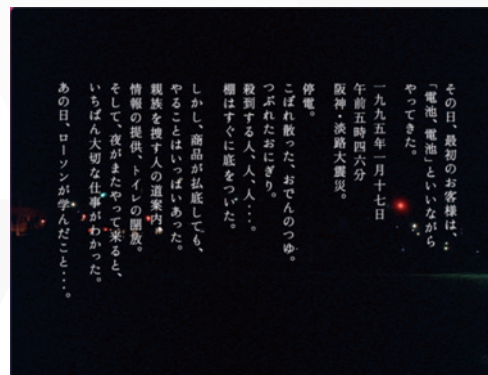 その日、最初のお客様は、
「電池、電池」といいながら
やってきた。
一九九五年一月十七日
午前五時四六分
阪神・淡路大震災。
停電。
こぼれ散った、おでんのつゆ。
つぶれたおにぎり。
殺到する人、人、人・・・。
棚はすぐに底をついた。
しかし、商品が払底しても、
やることはいっぱいあった。
親族を捜す人の道案内。
情報の提供、トイレの開放。
そして、夜がまたやって来ると、
いちばん大切な仕事がわかった。
あの日、ローソンが学んだこと・・・。